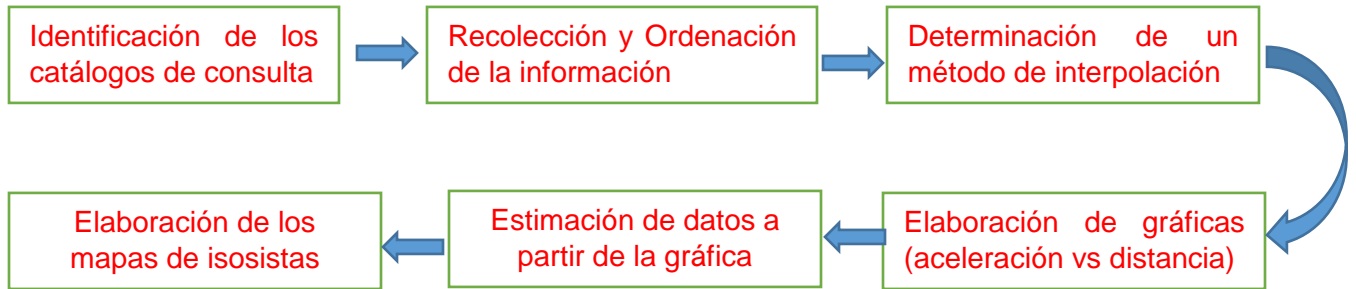 Identificación de los
catálogos de consulta
Recolección y Ordenación
de la información
Determinación de un
método de interpolación
Elaboración de gráficas
(aceleración vs distancia)
Estimación de datos a
partir de la gráfica
Elaboración de los
mapas de isosistas